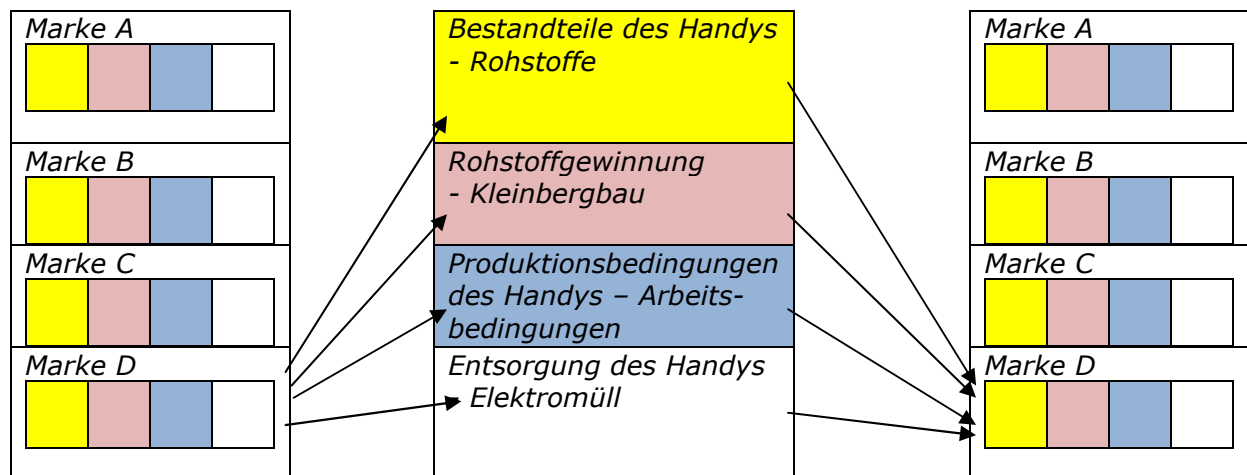 Marke A
Marke B
Marke C
Marke D
Bestandteile des Handys
- Rohstoffe
Rohstoffgewinnung
- Kleinbergbau
Produktionsbedingungen
des Handys – Arbeits-
bedingungen
Entsorgung des Handys
- Elektromüll
Marke A
Marke B
Marke C
Marke D